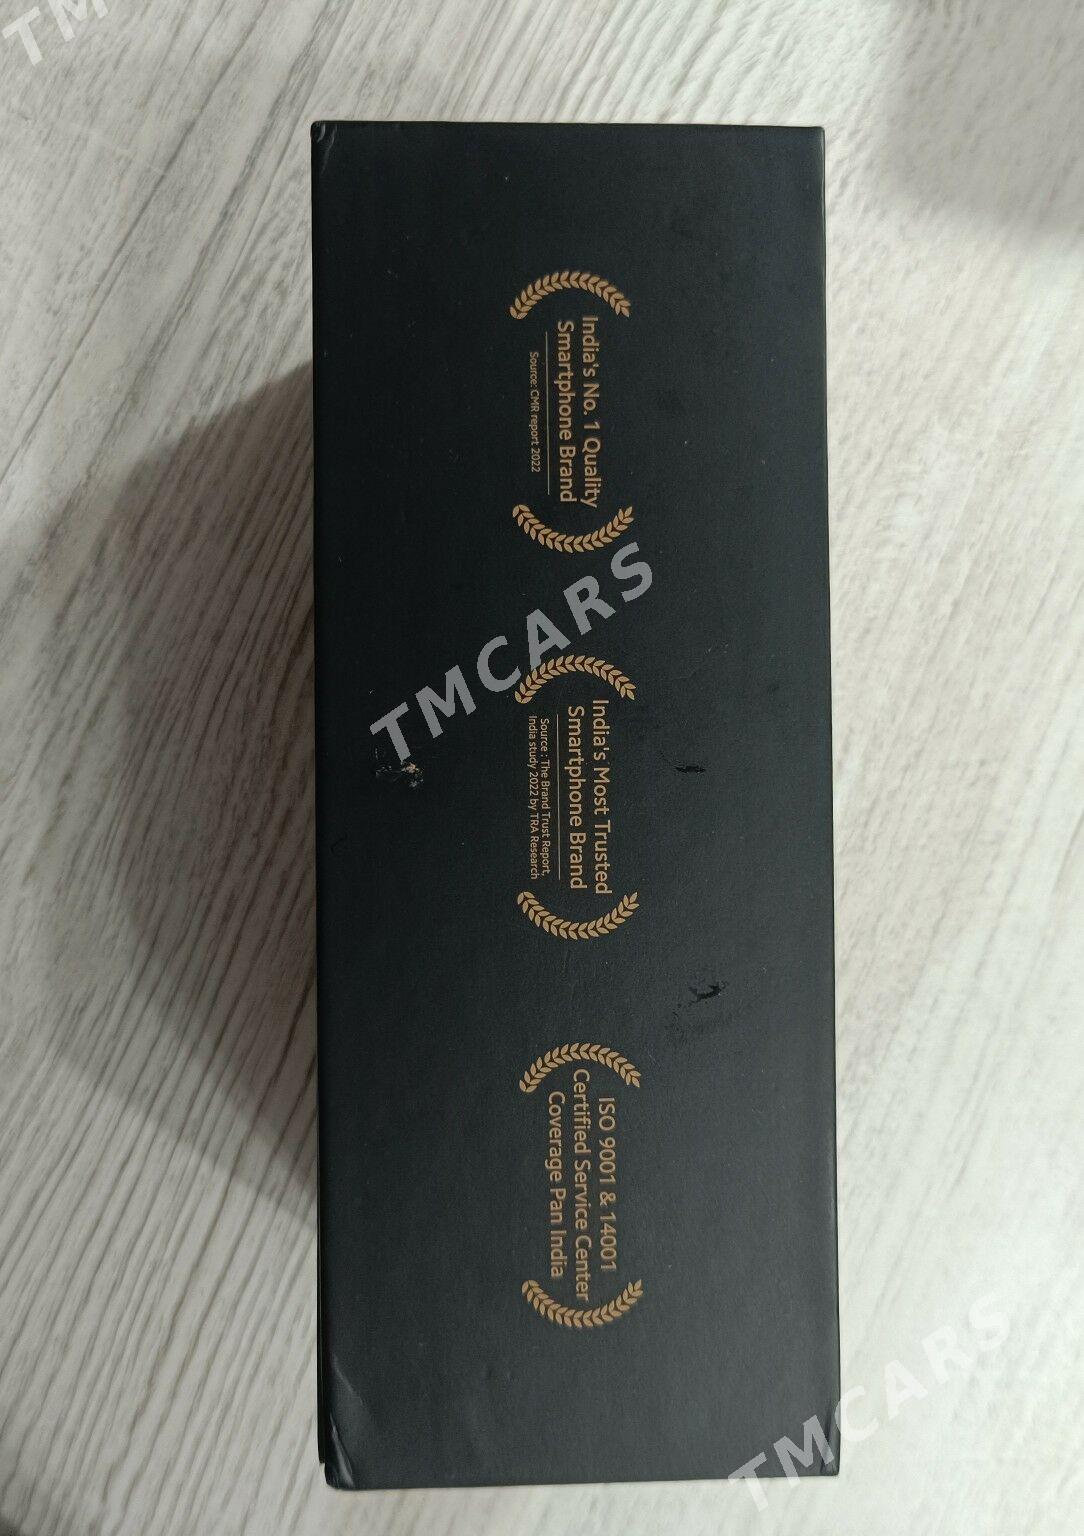 India's No. 1 Quality
Smartphone Brand
Source: CMR report 2022
India's Most Trusted
Smartphone Brand
Source : The Brand Trust Report,
India study 2022 by TRA Research
ISO 9001 & 14001
Certified Service Center
Coverage Pan India
TM
TMCARS
TMCARS